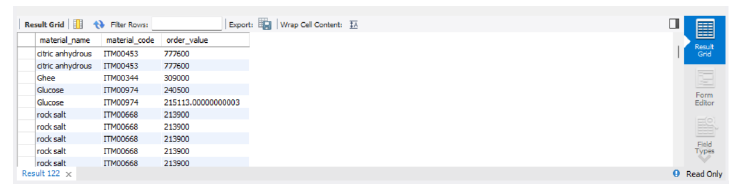 Result Grid Filter Rows: Export: Wrap Cell Content:
material_name material_code order_value
citric anhydrous ITM00453 777600
citric anhydrous ITM00453 777600
Ghee ITM00344 309000
Glucose ITM00974 240500
Glucose ITM00974 215113.00000000003
rock salt ITM00668 213900
rock salt ITM00668 213900
rock salt ITM00668 213900
rock salt ITM00668 213900
rock salt ITM00668 213900
Result 122 x
Result
Grid
Form
Editor
Field
Types
Read Only